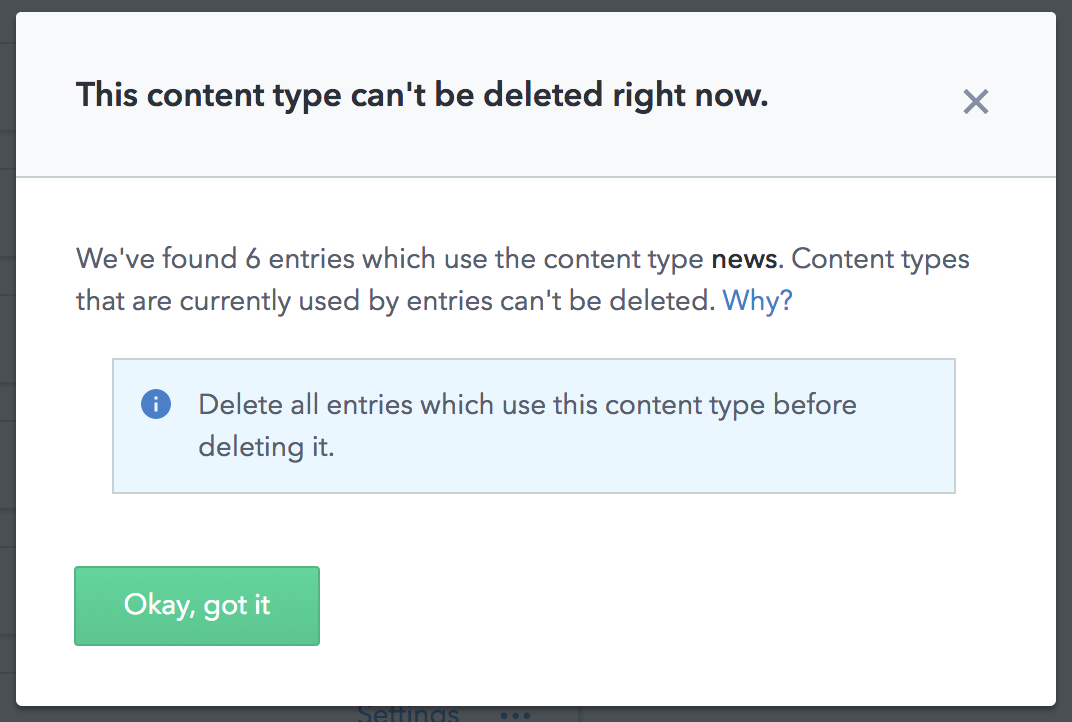 This content type can't be deleted right now.
We've found 6 entries which use the content type news. Content types
that are currently used by entries can't be deleted. Why?
Delete all entries which use this content type before
deleting it.
Okay, got it
Settings